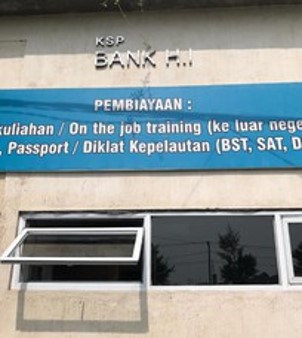 KSP
BANK H.I
PEMBIAYAAN :
kuliahan / On the job training (ke luar nege
, Passport / Diklat Kepelautan (BST, SAT, D